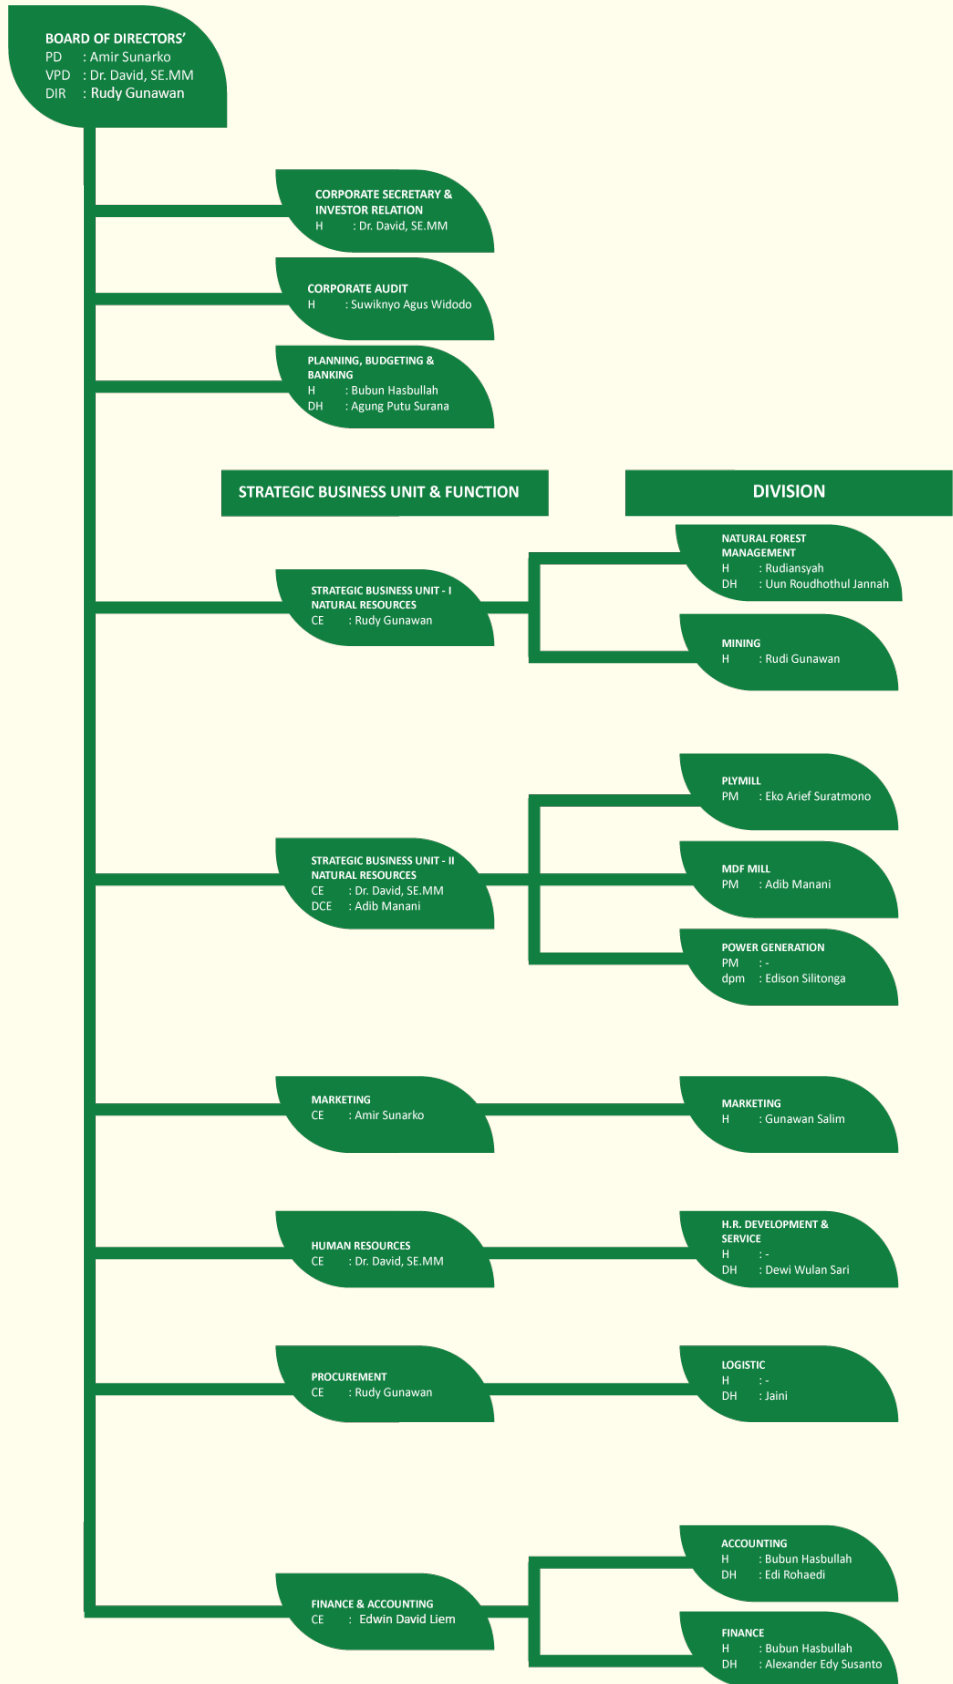 BOARD OF DIRECTORS’
PD : Amir Sunarko
VPD : Dr. David, SE.MM
DIR : Rudy Gunawan
CORPORATE SECRETARY &
INVESTOR RELATION
H : Dr. David, SE.MM
CORPORATE AUDIT
H : Suwiknyo Agus Widodo
PLANNING, BUDGETING &
BANKING
H : Bubun Hasbullah
DH : Agung Putu Surana
STRATEGIC BUSINESS UNIT & FUNCTION
DIVISION
STRATEGIC BUSINESS UNIT - I
NATURAL RESOURCES
CE : Rudy Gunawan
NATURAL FOREST
MANAGEMENT
H : Rudiansyah
DH : Uun Roudhothul Jannah
MINING
H : Rudi Gunawan
STRATEGIC BUSINESS UNIT - II
NATURAL RESOURCES
CE : Dr. David, SE.MM
DCE : Adib Manani
PLYMILL
PM : Eko Arief Suratmono
MDF MILL
PM : Adib Manani
POWER GENERATION
PM : -
dpm : Edison Silitonga
MARKETING
CE : Amir Sunarko
MARKETING
H : Gunawan Salim
HUMAN RESOURCES
CE : Dr. David, SE.MM
H.R. DEVELOPMENT &
SERVICE
H : -
DH : Dewi Wulan Sari
PROCUREMENT
CE : Rudy Gunawan
LOGISTIC
H : -
DH : Jaini
FINANCE & ACCOUNTING
CE : Edwin David Liem
ACCOUNTING
H : Bubun Hasbullah
DH : Edi Rohaedi
FINANCE
H : Bubun Hasbullah
DH : Alexander Edy Susanto